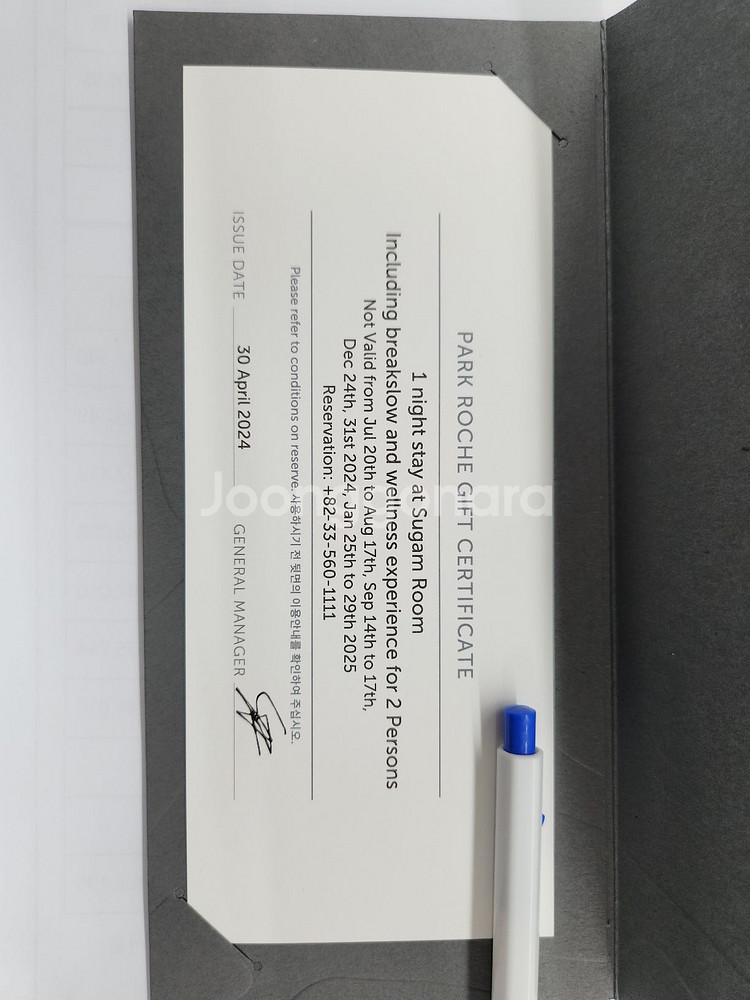 PARK ROCHE GIFT CERTIFICATE
1 night stay at Sugam Room
Including breakslow and wellness experience for 2 Persons
Not Valid from Jul 20th to Aug 17th, Sep 14th to 17th,
Dec 24th, 31st 2024, Jan 25th to 29th 2025
Reservation: +82-33-560-1111
Please refer to conditions on reserve. 사용하시기 전 뒷면의 이용안내를 확인하여 주십시오.
ISSUE DATE 30 April 2024 GENERAL MANAGER
Joonggonara